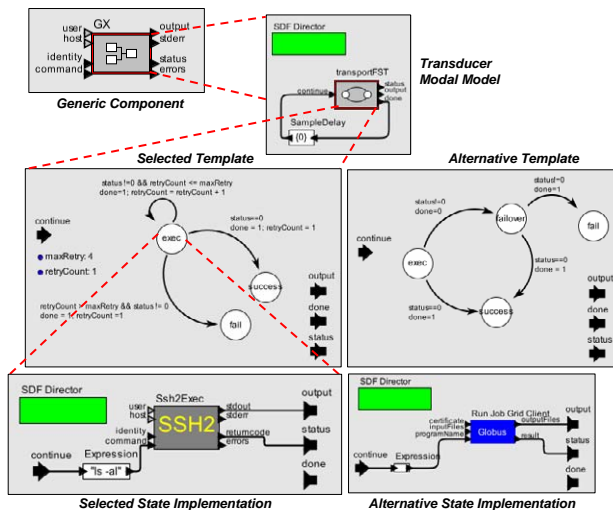 GX
user
host
identity
command
output
stderr
status
errors
Generic Component
SDF Director
transportFST
continue
status
output
done
SampleDelay
{0}
Transducer
Modal Model
Selected Template
status!=0 && retryCount <= maxRetry
done=1; retryCount = retryCount + 1
continue
maxRetry: 4
retryCount: 1
exec
status==0
done = 1; retryCount = 1
success
retryCount > maxRetry && status != 0
done = 1; retryCount =1
fail
output
done
status
Alternative Template
status!=0
done=0
status!=0
done=1
failover
fail
continue
exec
status==0
done = 1
success
status==0
done=1
output
done
status
SDF Director
Ssh2Exec
user
host
identity
command
SSH2
stdout
stderr
returncode
errors
continue
Expression
"ls -al"
output
status
done
Selected State Implementation
SDF Director
Run Job Grid Client
certificate
inputFiles
programName
Globus
outputFiles
result
continue
Expression
output
status
done
Alternative State Implementation